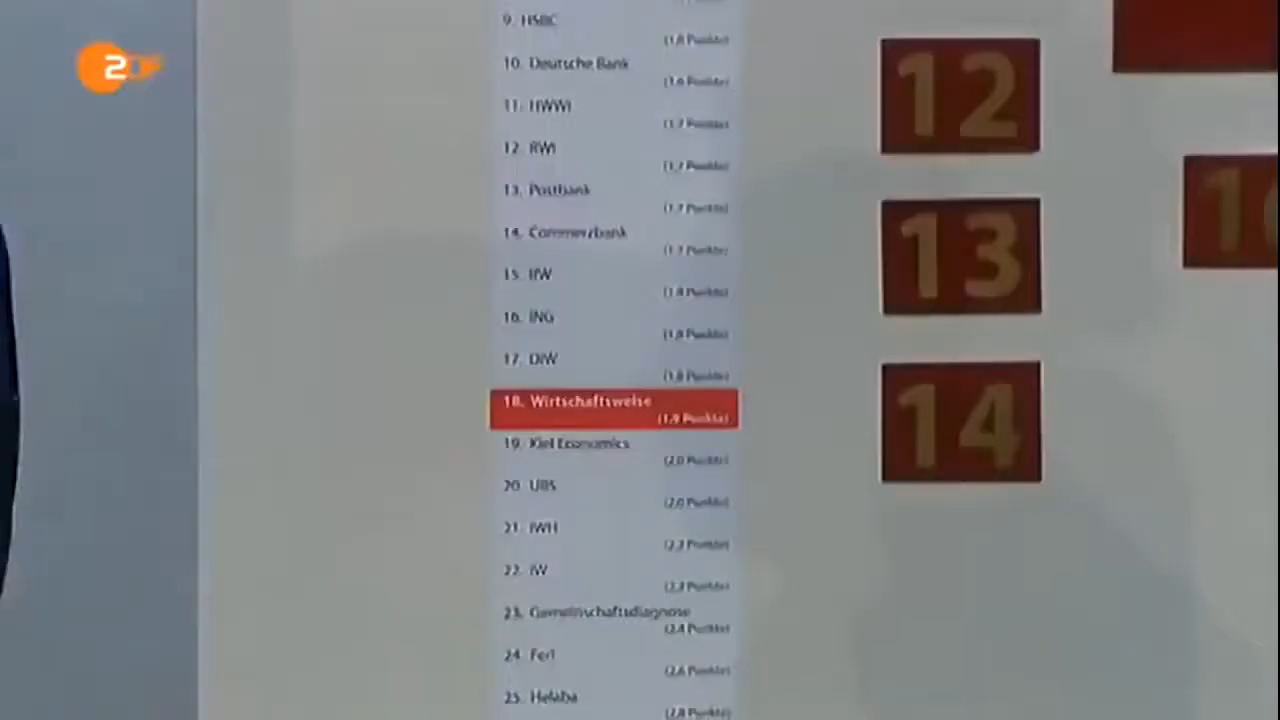 2DF
9. HSBC
(1,6 Punkte)
10. Deutsche Bank
(1,6 Punkte)
11. HWWI
(1,7 Punkte)
12. RWI
(1,7 Punkte)
13. Postbank
(1,7 Punkte)
14. Commerzbank
(1,7 Punkte)
15. IfW
(1,8 Punkte)
16. ING
(1,8 Punkte)
17. DIW
(1,8 Punkte)
18. Wirtschaftsweise
(1,9 Punkte)
19. Kiel Economics
(2,0 Punkte)
20. UBS
(2,0 Punkte)
21. IWH
(2,2 Punkte)
22. IW
Punkte)
23. Gemeinschaftsdiagnose
(2,4 Punkte)
24. Feri
(2,6 Punkte)
25. Helaba
(2,8 Punkte)
12
13
14